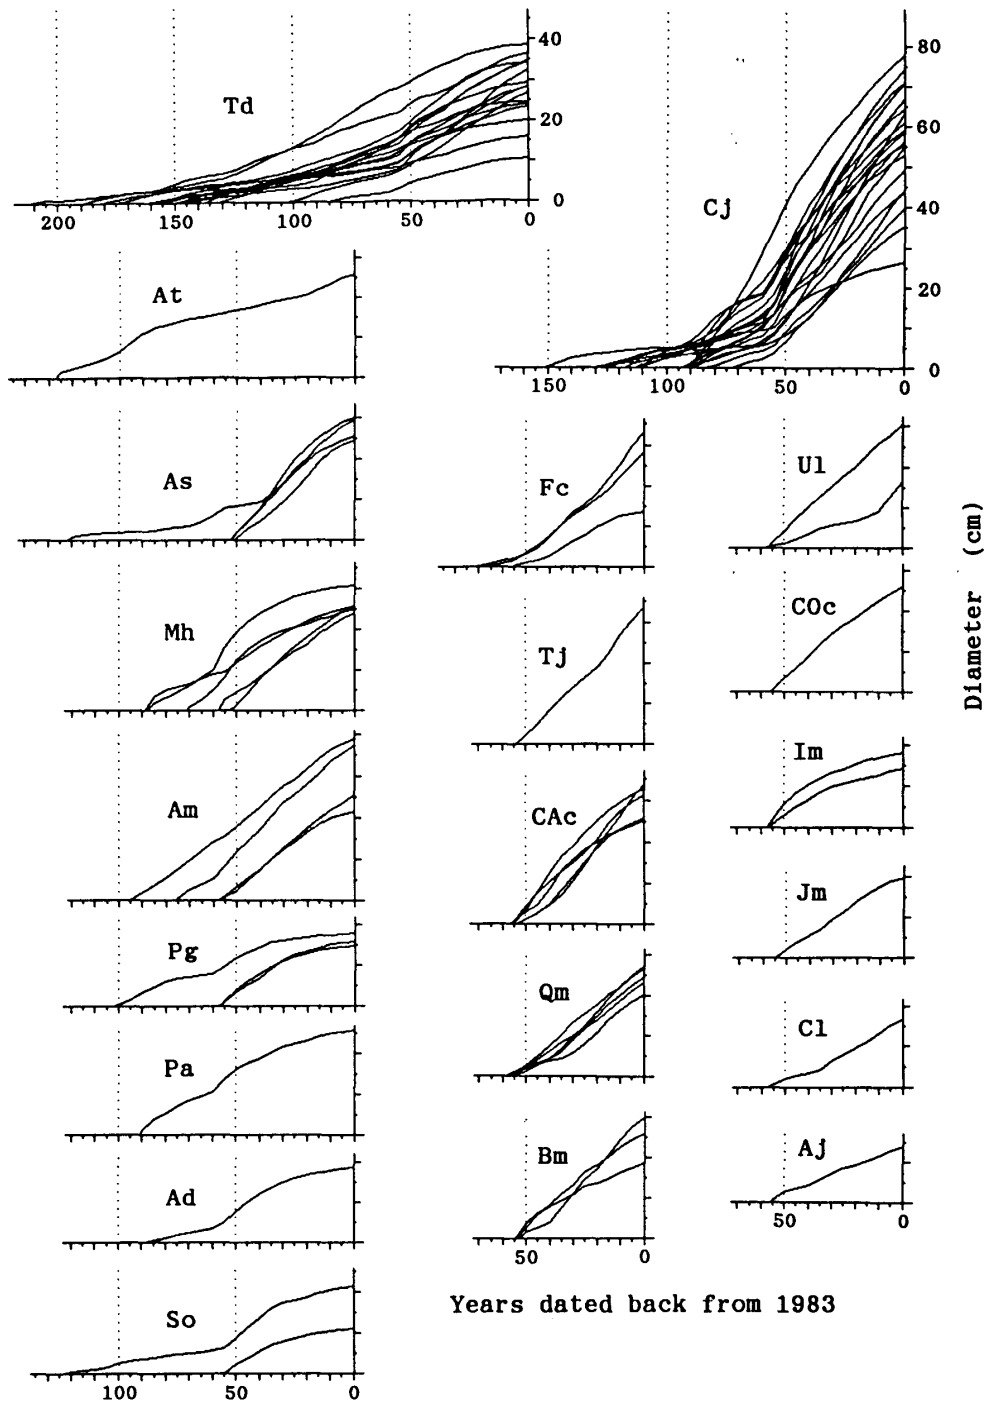 Td
40
20
0
200 150 100 50 0
Cj
80
60
40
20
0
150 100 50 0
At
As
Mh
Am
Pg
Pa
Ad
So
100 50 0
Fc
Tj
CAc
Qm
Bm
50 0
Ul
COc
Im
Jm
Cl
Aj
50 0
Diameter (cm)
Years dated back from 1983